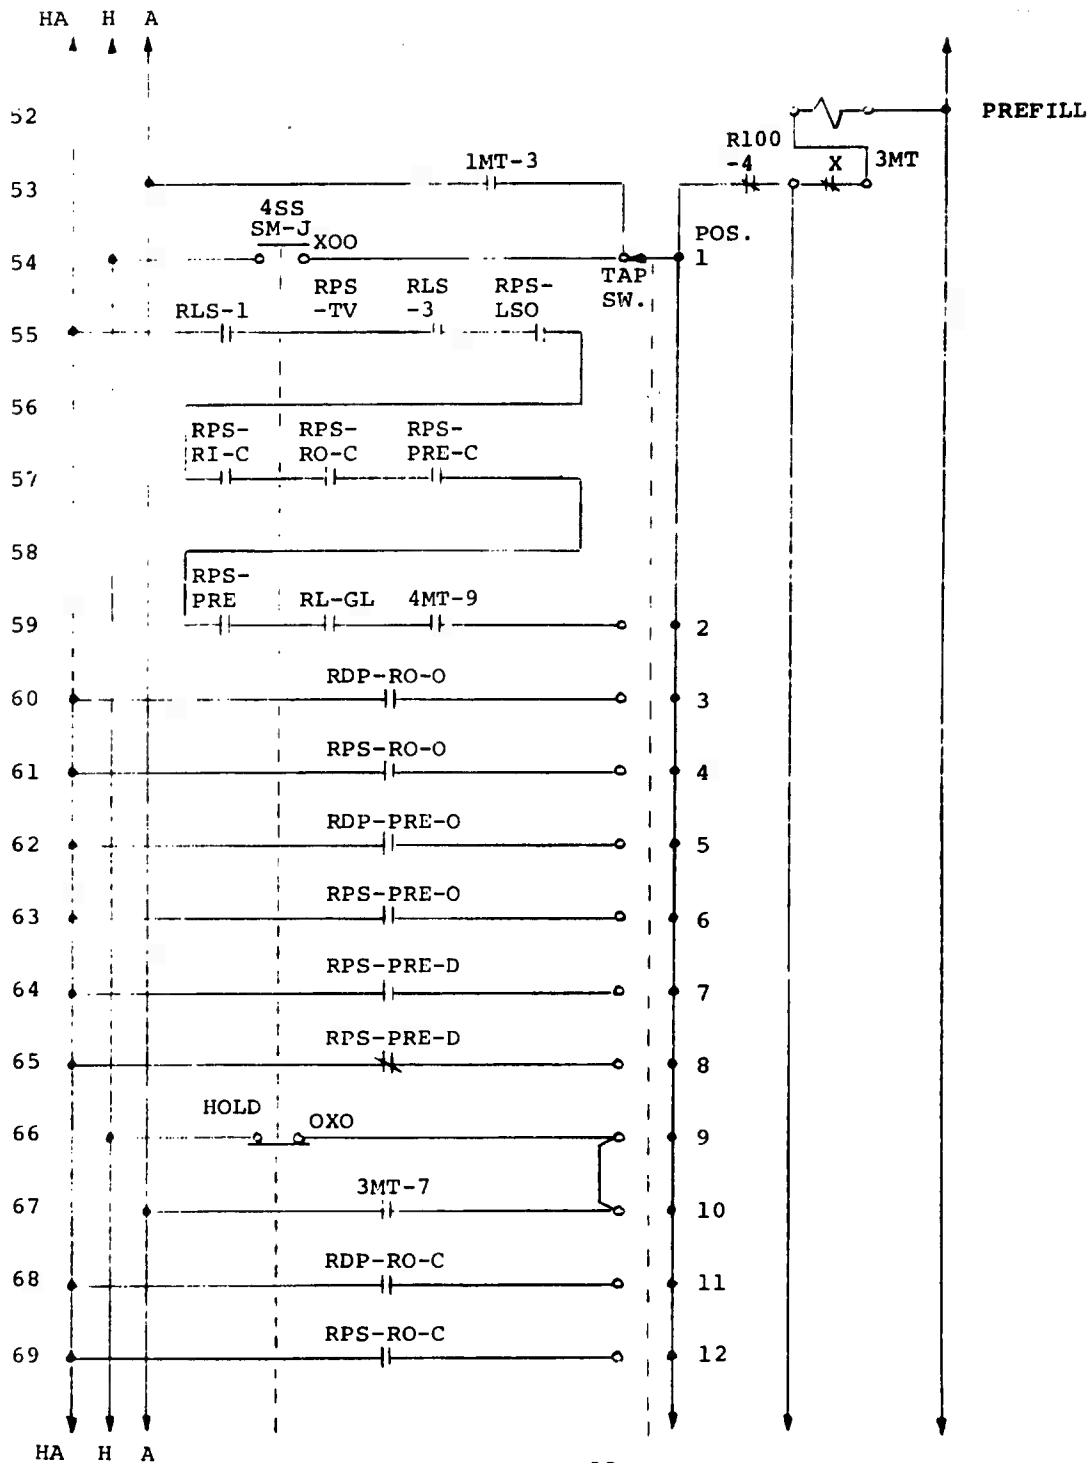 HA H A
52 PREFILL
R100
-4 X 3MT
1MT-3
53
4SS
SM-J XOO POS.
54 1
TAP
SW.
RPS RLS RPS-
RLS-1 -TV -3 LSO
55
56
RPS- RPS- RPS-
RI-C RO-C PRE-C
57
58
RPS-
PRE RL-GL 4MT-9
59 2
RDP-RO-O
60 3
RPS-RO-O
61 4
RDP-PRE-O
62 5
RPS-PRE-O
63 6
RPS-PRE-D
64 7
RPS-PRE-D
65 8
HOLD OXO
66 9
3MT-7
67 10
RDP-RO-C
68 11
RPS-RO-C
69 12
HA H A